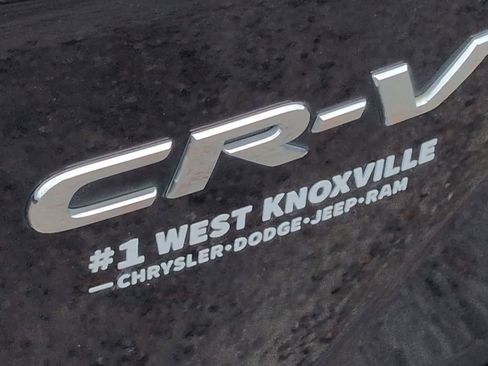 CR-V
#1 WEST KNOXVILLE
CHRYSLER•DODGE•JEEP•RAM